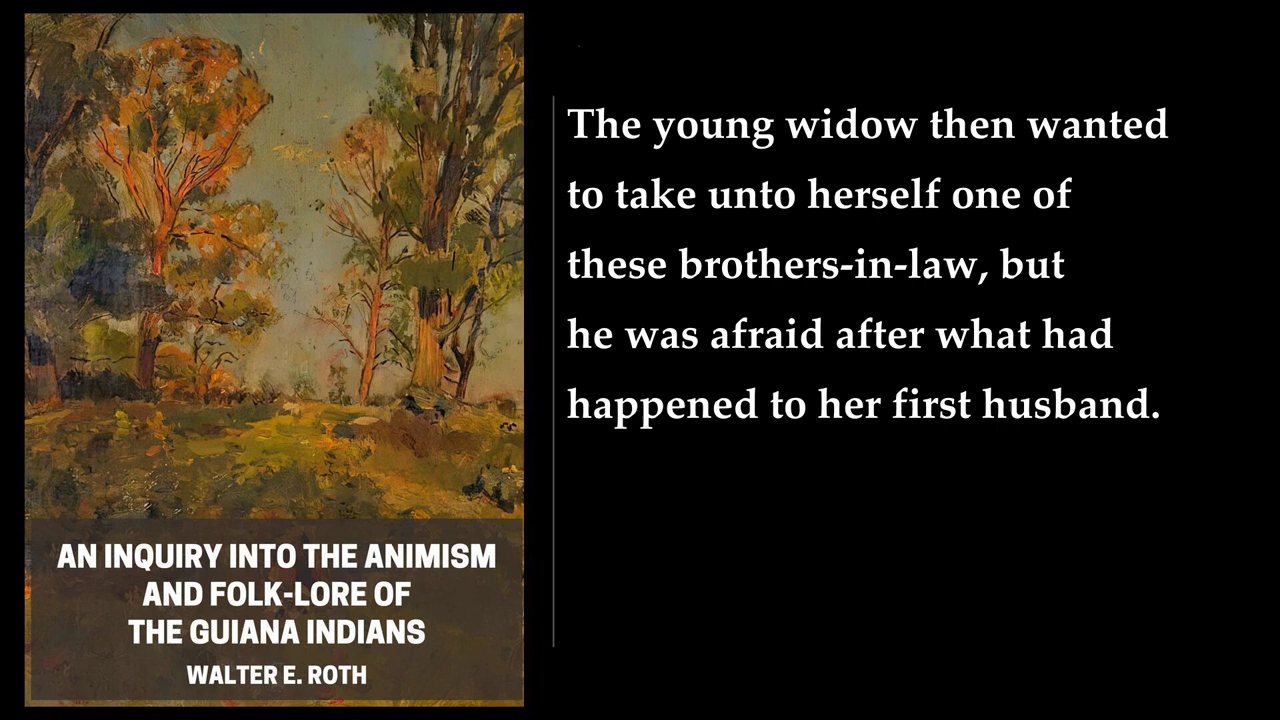 The young widow then wanted
to take unto herself one of
these brothers-in-law, but
he was afraid after what had
happened to her first husband.
AN INQUIRY INTO THE ANIMISM
AND FOLK-LORE OF
THE GUIANA INDIANS
WALTER E. ROTH